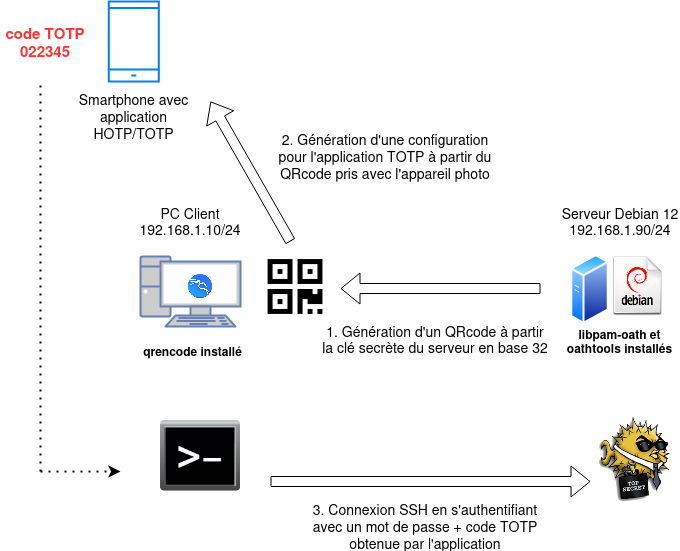 code TOTP
022345
Smartphone avec
application
HOTP/TOTP
2. Génération d'une configuration
pour l'application TOTP à partir du
QRcode pris avec l'appareil photo
PC Client
192.168.1.10/24
Serveur Debian 12
192.168.1.90/24
debian
qrencode installé
1. Génération d'un QRcode à partir
la clé secrète du serveur en base 32
libpam-oath et
oathtools installés
>-
TOP
SECRET
3. Connexion SSH en s'authentifiant
avec un mot de passe + code TOTP
obtenue par l'application